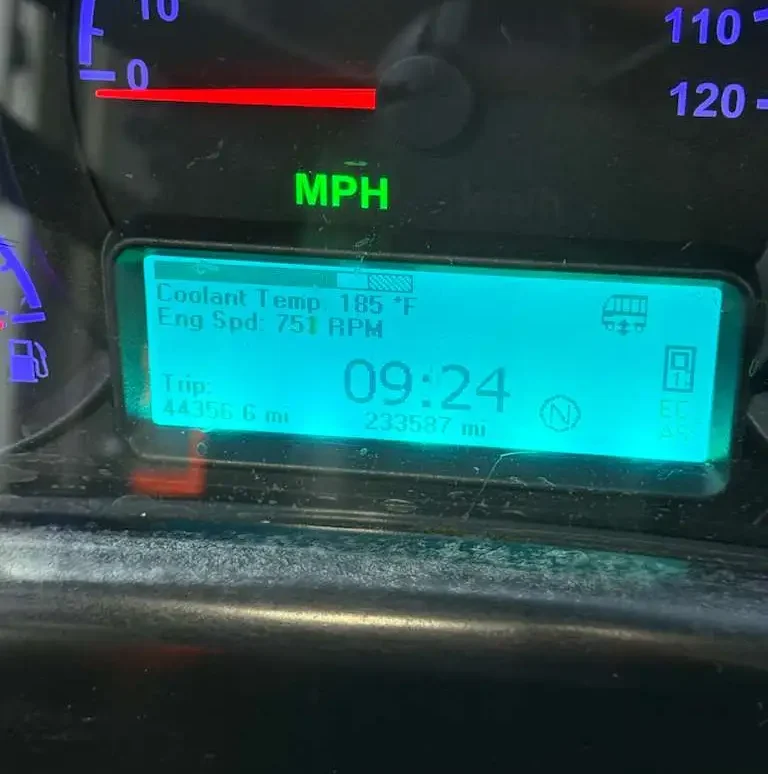 10
0
110
120
MPH
Coolant Temp 185 °F
Eng Spd: 751 RPM
09:24
Trip:
44356.6 mi
233587 mi
N
1